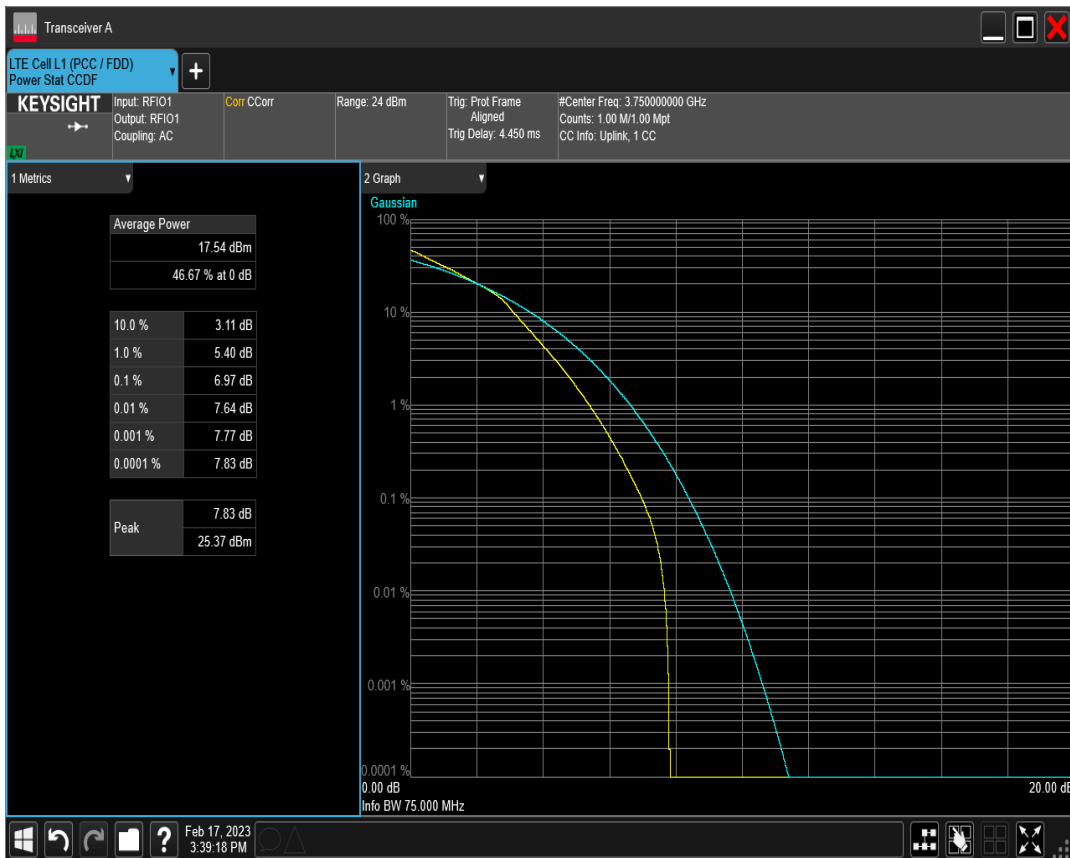 Transceiver A
LTE Cell L1 (PCC / FDD)
Power Stat CCDF
KEYSIGHT
LXI
Input: RFIO1
Output: RFIO1
Coupling: AC
Corr CCorr
Range: 24 dBm
Trig: Prot Frame
Aligned
Trig Delay: 4.450 ms
#Center Freq: 3.750000000 GHz
Counts: 1.00 M/1.00 Mpt
CC Info: Uplink, 1 CC
1 Metrics
Average Power
17.54 dBm
46.67 % at 0 dB
10.0 % 3.11 dB
1.0 % 5.40 dB
0.1 % 6.97 dB
0.01 % 7.64 dB
0.001 % 7.77 dB
0.0001 % 7.83 dB
Peak
7.83 dB
25.37 dBm
2 Graph
Gaussian
100 %
10 %
1 %
0.1 %
0.01 %
0.001 %
0.0001 %
0.00 dB 20.00 dB
Info BW 75.000 MHz
? Feb 17, 2023
3:39:18 PM